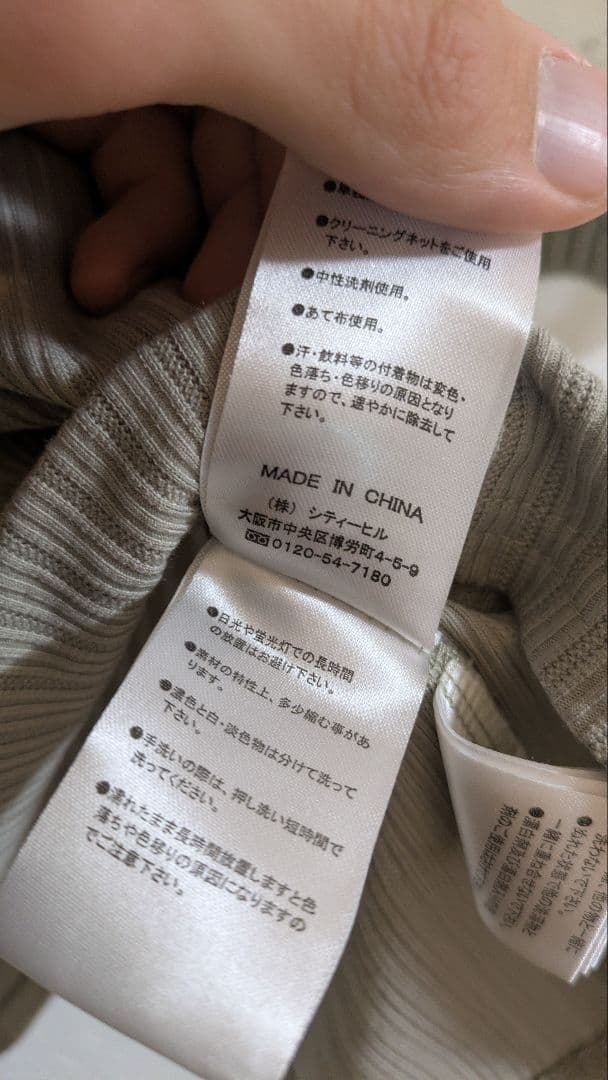 ●クリーニングネットをご使用
下さい。
●中性洗剤使用。
●あて布使用。
●汗・飲料等の付着物は変色、
色落ち・色移りの原因となり
ますので、速やかに除去して
下さい。
MADE IN CHINA
（株） シティーヒル
大阪市中央区博労町4-5-9
0120-54-7180
●日光や蛍光灯での長時間
の放置はお避け下さい。
●素材の特性上、多少縮む事があ
ります。
●濃色と白・淡色物は分けて洗って
下さい。
●手洗いの際は、押し洗い短時間で
洗ってください。
●濡れたまま長時間放置しますと色
落ちや色移りの原因になりますの
でご注意下さい。